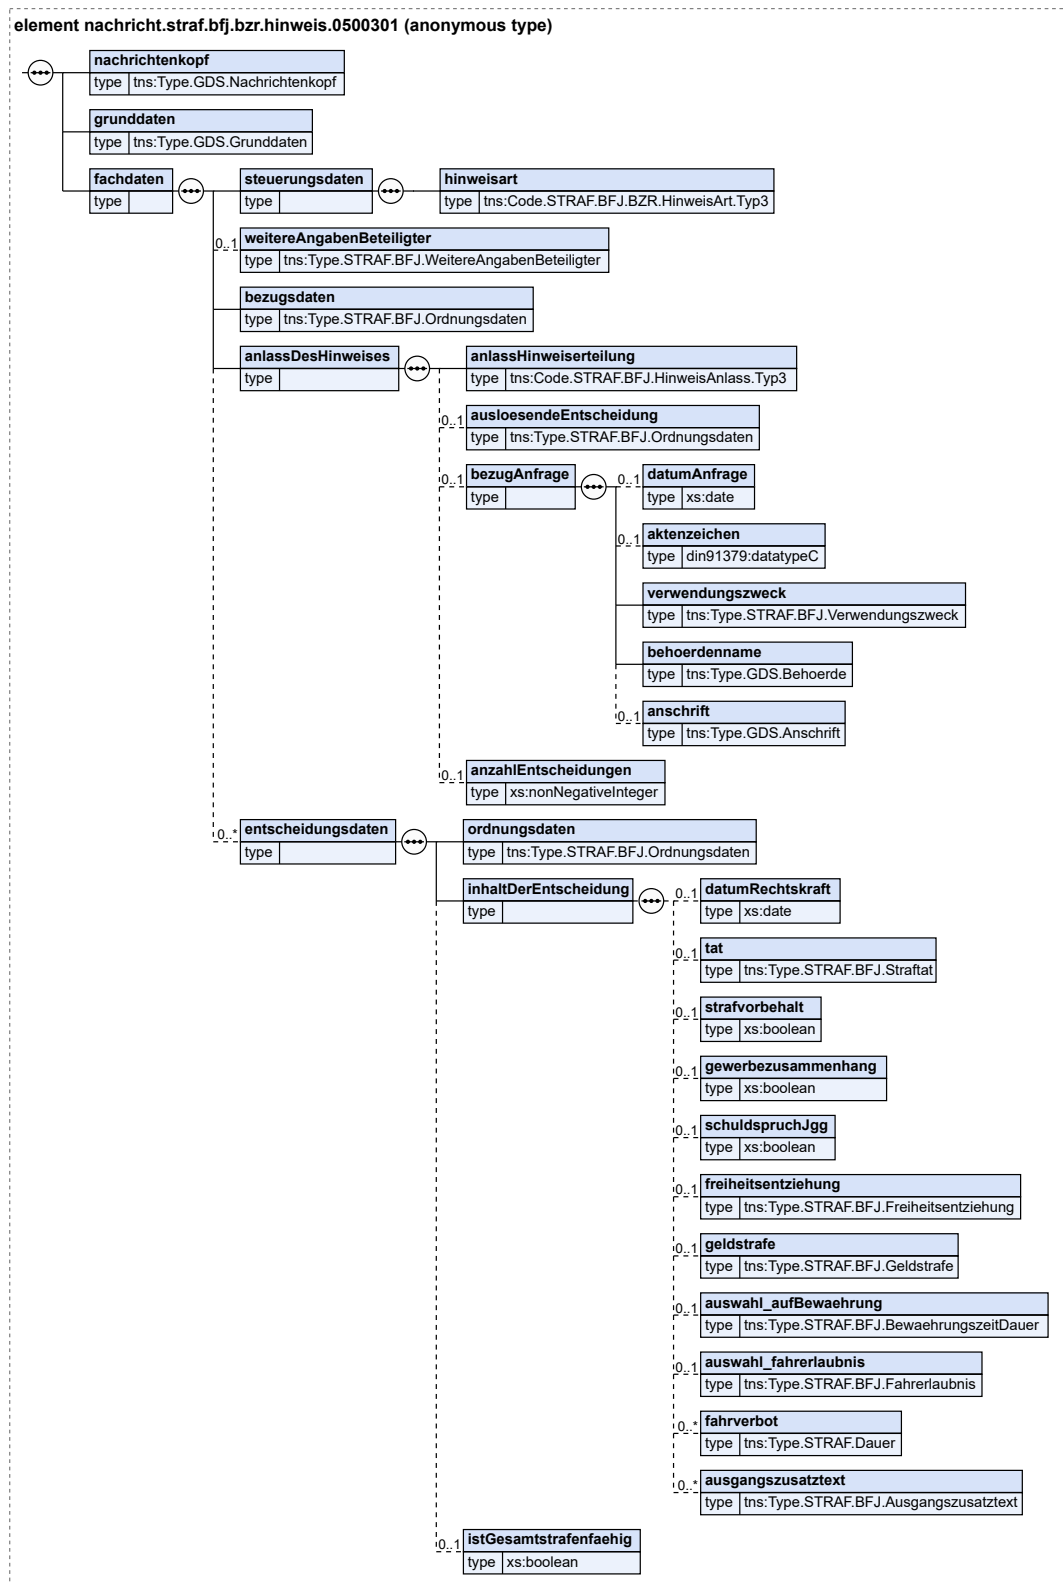 element nachricht.straf.bfj.bzr.hinweis.0500301 (anonymous type)
nachrichtenkopf
type tns:Type.GDS.Nachrichtenkopf
grunddaten
type tns:Type.GDS.Grunddaten
fachdaten
type
steuerungsdaten
type
hinweisart
type tns:Code.STRAF.BFJ.BZR.HinweisArt.Typ3
0..1
weitereAngabenBeteiligter
type tns:Type.STRAF.BFJ.WeitereAngabenBeteiligter
bezugsdaten
type tns:Type.STRAF.BFJ.Ordnungsdaten
anlassDesHinweises
type
anlassHinweiserteilung
type tns:Code.STRAF.BFJ.HinweisAnlass.Typ3
0..1
ausloesendeEntscheidung
type tns:Type.STRAF.BFJ.Ordnungsdaten
0..1
bezugAnfrage
type
0..1
datumAnfrage
type xs:date
0..1
aktenzeichen
type din91379:datatypeC
verwendungszweck
type tns:Type.STRAF.BFJ.Verwendungszweck
behoerdenname
type tns:Type.GDS.Behoerde
0..1
anschrift
type tns:Type.GDS.Anschrift
0..1
anzahlEntscheidungen
type xs:nonNegativeInteger
0..*
entscheidungsdaten
type
ordnungsdaten
type tns:Type.STRAF.BFJ.Ordnungsdaten
inhaltDerEntscheidung
type
0..1
datumRechtskraft
type xs:date
0..1
tat
type tns:Type.STRAF.BFJ.Straftat
0..1
strafvorbehalt
type xs:boolean
0..1
gewerbezusammenhang
type xs:boolean
0..1
schuldspruchJgg
type xs:boolean
0..1
freiheitsentziehung
type tns:Type.STRAF.BFJ.Freiheitsentziehung
0..1
geldstrafe
type tns:Type.STRAF.BFJ.Geldstrafe
0..1
auswahl_aufBewaehrung
type tns:Type.STRAF.BFJ.BewaehrungszeitDauer
0..1
auswahl_fahrerlaubnis
type tns:Type.STRAF.BFJ.Fahrerlaubnis
0..*
fahrverbot
type tns:Type.STRAF.Dauer
0..*
ausgangszusatztext
type tns:Type.STRAF.BFJ.Ausgangszusatztext
0..1
istGesamtstrafenfaehig
type xs:boolean